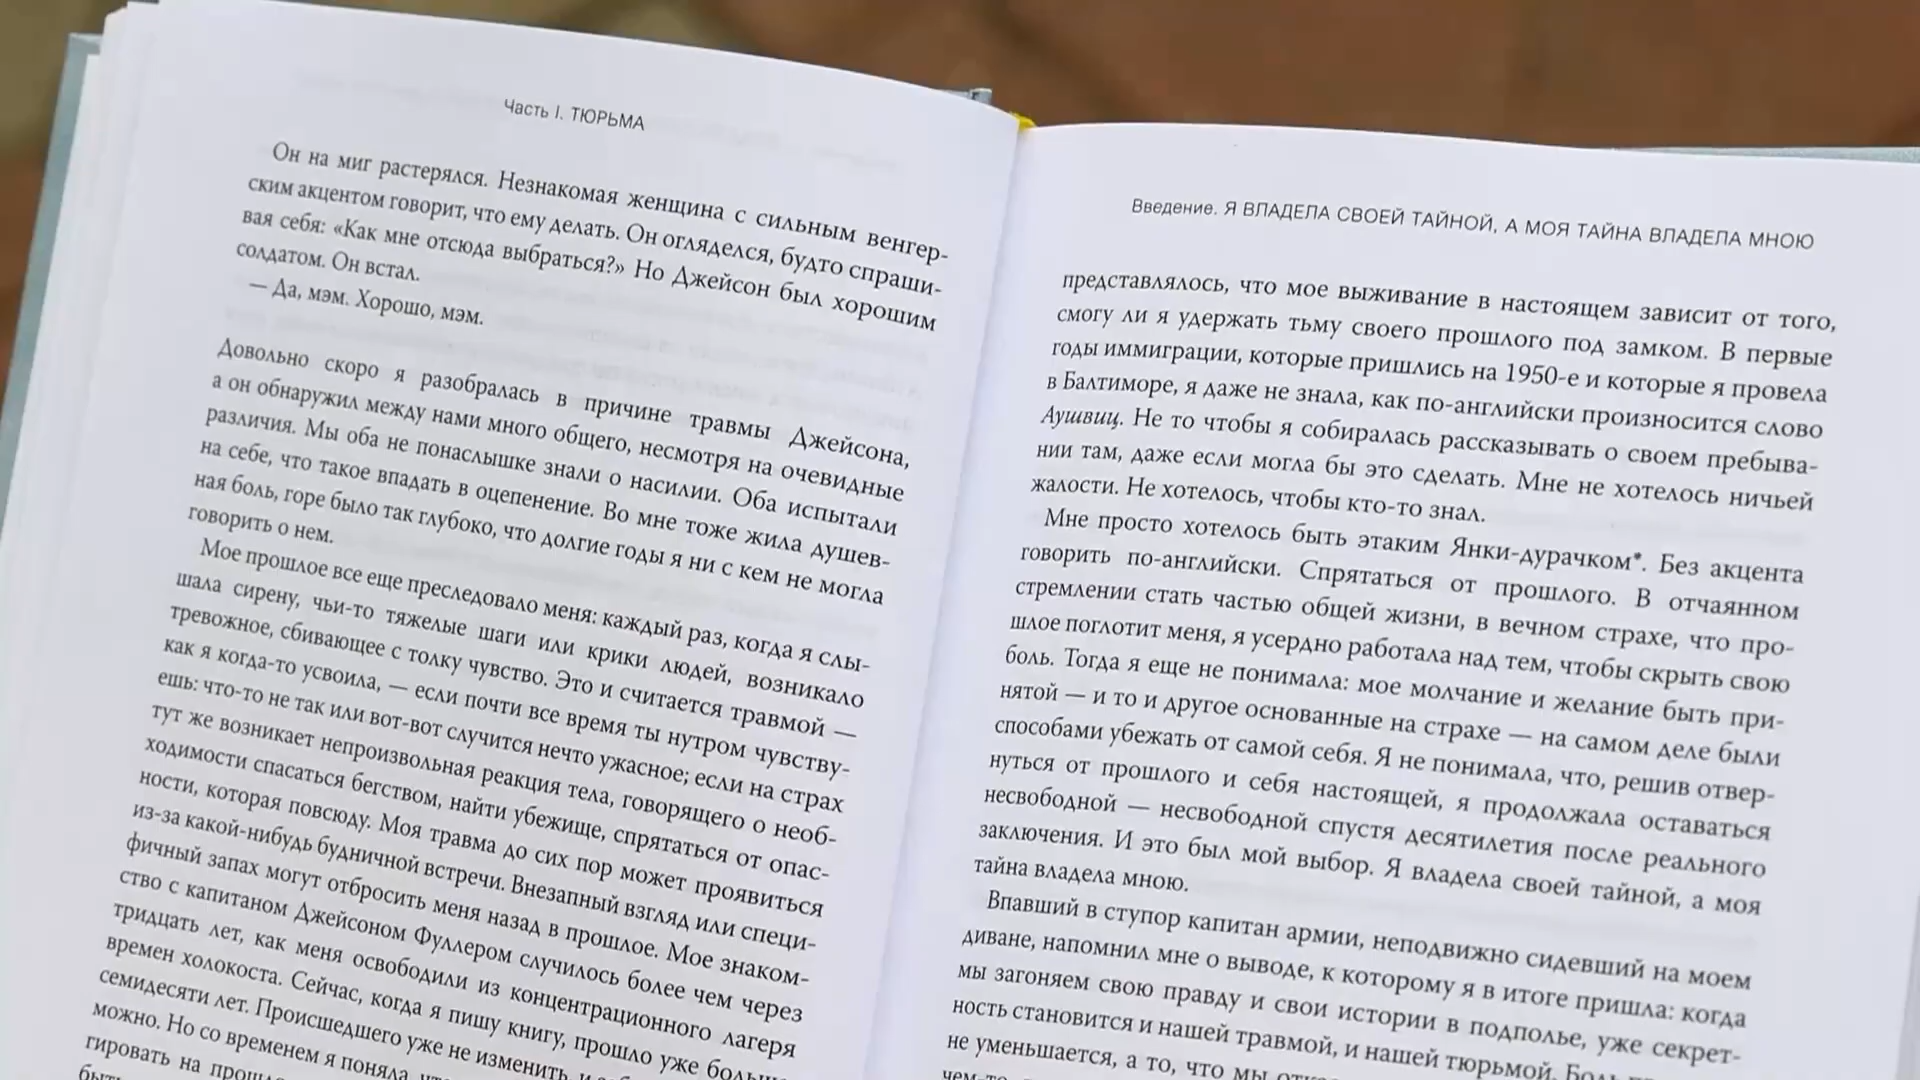 Часть I. ТЮРЬМА
Он на миг растерялся. Незнакомая женщина с сильным венгер-
ским акцентом говорит, что ему делать. Он огляделся, будто спраши-
вая себя: «Как мне отсюда выбраться?» Но Джейсон был хорошим
солдатом. Он встал.
— Да, мэм. Хорошо, мэм.
Довольно скоро я разобралась в причине травмы Джейсона,
а он обнаружил между нами много общего, несмотря на очевидные
различия. Мы оба не понаслышке знали о насилии. Оба испытали
на себе, что такое впадать в оцепенение. Во мне тоже жила душев-
ная боль, горе было так глубоко, что долгие годы я ни с кем не могла
говорить о нем.
Мое прошлое все еще преследовало меня: каждый раз, когда я слы-
шала сирену, чьи-то тяжелые шаги или крики людей, возникало
тревожное, сбивающее с толку чувство. Это и считается травмой —
как я когда-то усвоила, — если почти все время ты нутром чувству-
ешь: что-то не так или вот-вот случится нечто ужасное; если на страх
тут же возникает непроизвольная реакция тела, говорящего о необ-
ходимости спасаться бегством, найти убежище, спрятаться от опас-
ности, которая повсюду. Моя травма до сих пор может проявиться
из-за какой-нибудь будничной встречи. Внезапный взгляд или специ-
фичный запах могут отбросить меня назад в прошлое. Мое знаком-
ство с капитаном Джейсоном Фуллером случилось более чем через
тридцать лет, как меня освободили из концентрационного лагеря
времен холокоста. Сейчас, когда я пишу книгу, прошло уже больше
семидесяти лет. Происшедшего уже не изменить, и
можно. Но со временем я поняла, что
гировать на
Введение. Я ВЛАДЕЛА СВОЕЙ ТАЙНОЙ, А МОЯ ТАЙНА ВЛАДЕЛА МНОЮ
представлялось, что мое выживание в настоящем зависит от того,
смогу ли я удержать тьму своего прошлого под замком. В первые
годы иммиграции, которые пришлись на 1950-е и которые я провела
в Балтиморе, я даже не знала, как по-английски произносится слово
Аушвиц. Не то чтобы я собиралась рассказывать о своем пребыва-
нии там, даже если могла бы это сделать. Мне не хотелось ничьей
жалости. Не хотелось, чтобы кто-то знал.
Мне просто хотелось быть этаким Янки-дурачком*. Без акцента
говорить по-английски. Спрятаться от прошлого. В отчаянном
стремлении стать частью общей жизни, в вечном страхе, что про-
шлое поглотит меня, я усердно работала над тем, чтобы скрыть свою
боль. Тогда я еще не понимала: мое молчание и желание быть при-
нятой — и то и другое основанные на страхе — на самом деле были
способами убежать от самой себя. Я не понимала, что, решив отвер-
нуться от прошлого и себя настоящей, я продолжала оставаться
несвободной — несвободной спустя десятилетия после реального
заключения. И это был мой выбор. Я владела своей тайной, а моя
тайна владела мною.
Впавший в ступор капитан армии, неподвижно сидевший на моем
диване, напомнил мне о выводе, к которому я в итоге пришла: когда
мы загоняем свою правду и свои истории в подполье, уже секрет-
ность становится и нашей травмой, и нашей тюрьмой. Боль
не уменьшается, а то, что мы